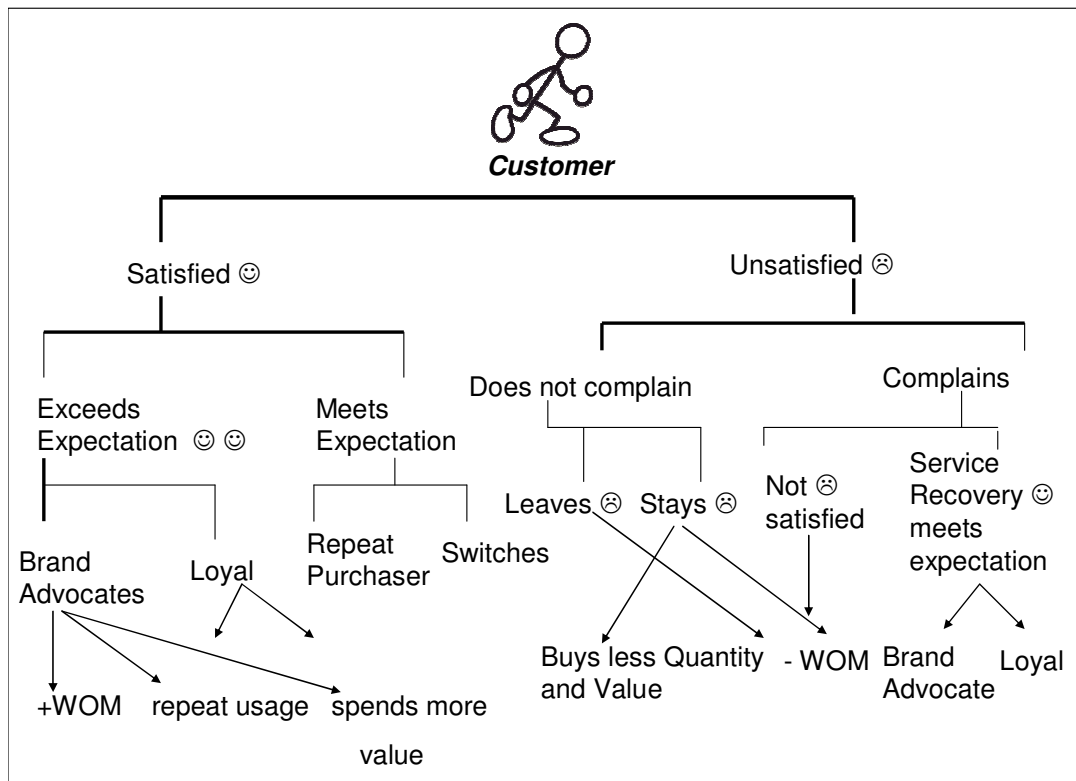 Customer
Satisfied ☺
Unsatisfied ☹
Exceeds
Expectation ☺ ☺
Meets
Expectation
Does not complain
Complains
Brand
Advocates
Loyal
Repeat
Purchaser
Switches
Leaves ☹
Stays ☹
Not ☹
satisfied
Service
Recovery ☺
meets
expectation
+WOM
repeat usage
spends more
value
Buys less Quantity
and Value
- WOM
Brand
Advocate
Loyal